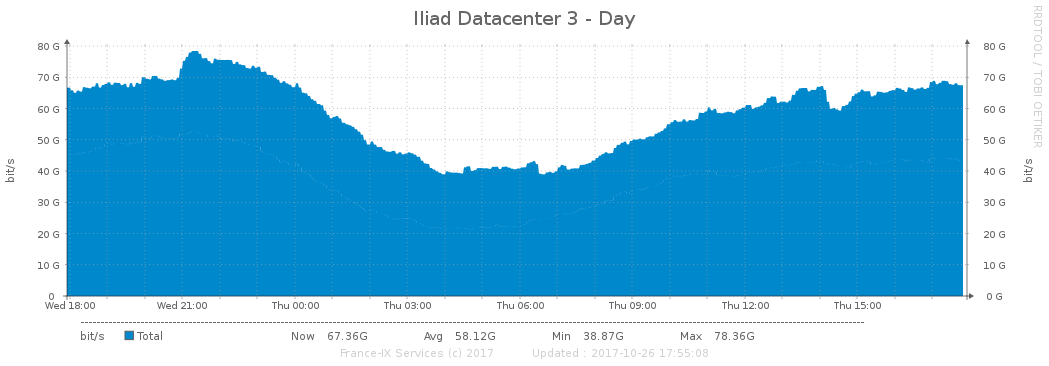 Iliad Datacenter 3 - Day
RRDTOOL / TOBI OETIKER
bit/s
80 G
70 G
60 G
50 G
40 G
30 G
20 G
10 G
0
80 G
70 G
60 G
50 G
40 G
30 G
20 G
10 G
0 G
bit/s
Wed 18:00 Wed 21:00 Thu 00:00 Thu 03:00 Thu 06:00 Thu 09:00 Thu 12:00 Thu 15:00
bit/s Total Now 67.36G Avg 58.12G Min 38.87G Max 78.36G
France-IX Services (c) 2017 Updated : 2017-10-26 17:55:08